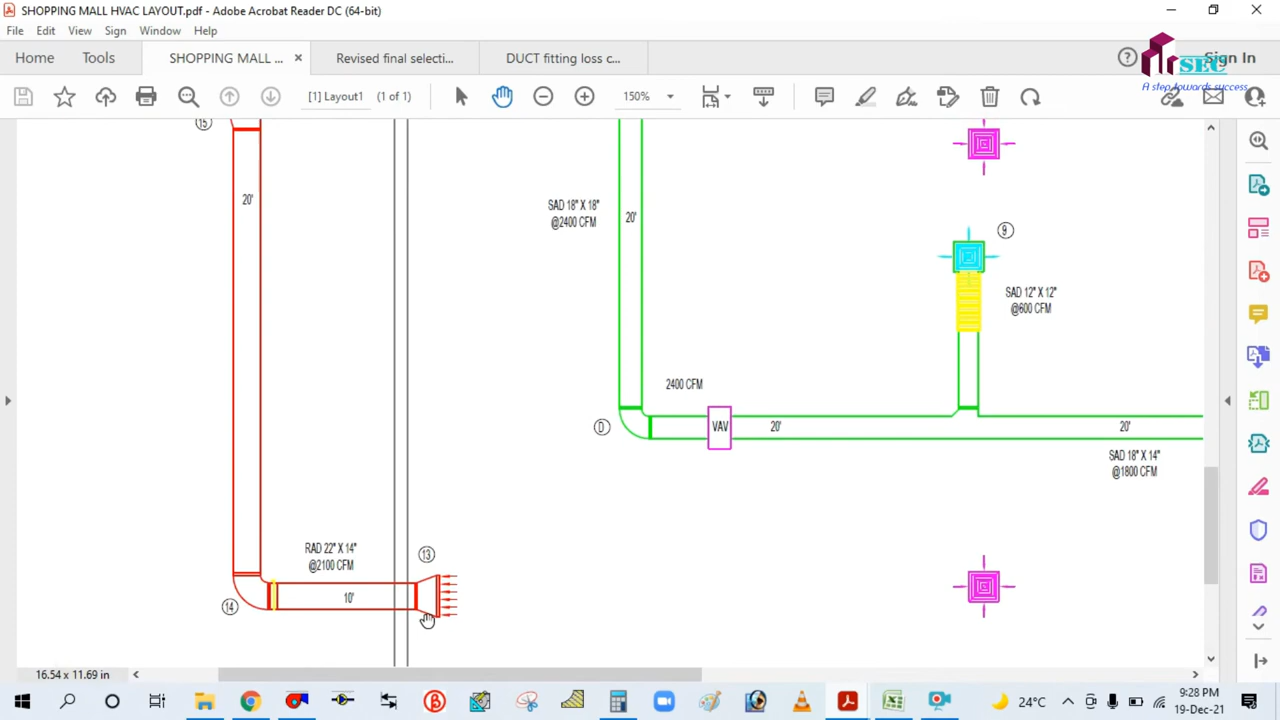 SHOPPING MALL HVAC LAYOUT.pdf - Adobe Acrobat Reader DC (64-bit)
File Edit View Sign Window Help
Home Tools SHOPPING MALL ... × Revised final selecti... DUCT fitting loss c... ? Sign In
SEC
A step towards success
[1] Layout1 (1 of 1) 150%
15
20'
SAD 18" X 18"
@2400 CFM
20'
9
SAD 12" X 12"
@600 CFM
2400 CFM
D
VAV
20'
20'
SAD 18" X 14"
@1800 CFM
RAD 22" X 14"
@2100 CFM
13
14
10'
16.54 x 11.69 in
24°C
9:28 PM
19-Dec-21